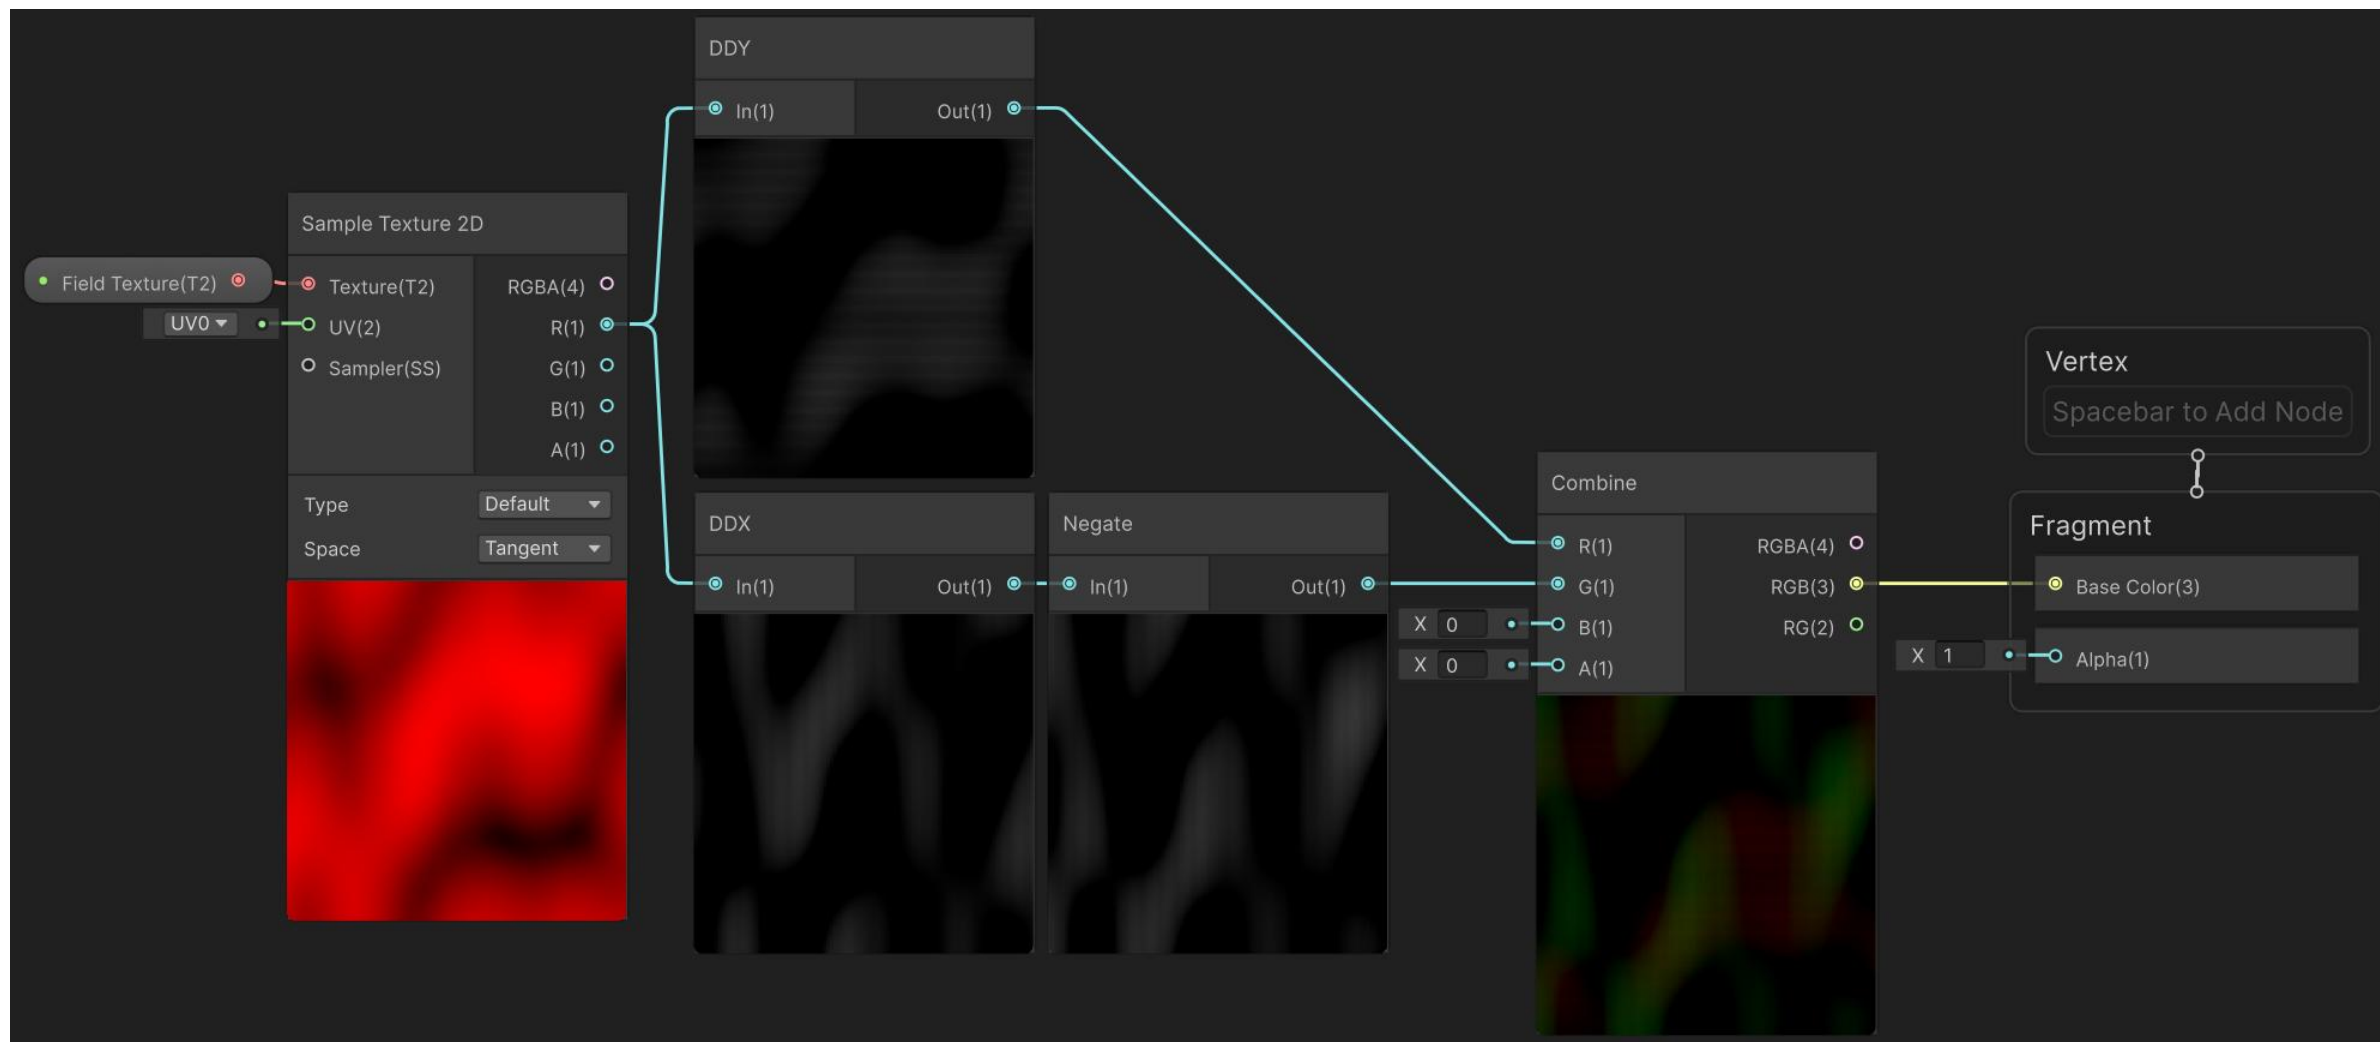 DDY
In(1)
Out(1)
Sample Texture 2D
Field Texture(T2)
Texture(T2)
RGBA(4)
UV0
UV(2)
R(1)
Sampler(SS)
G(1)
B(1)
A(1)
Type
Default
Space
Tangent
DDX
In(1)
Out(1)
Negate
In(1)
Out(1)
Combine
R(1)
RGBA(4)
G(1)
RGB(3)
X 0
B(1)
RG(2)
X 0
A(1)
Vertex
Spacebar to Add Node
Fragment
Base Color(3)
X 1
Alpha(1)